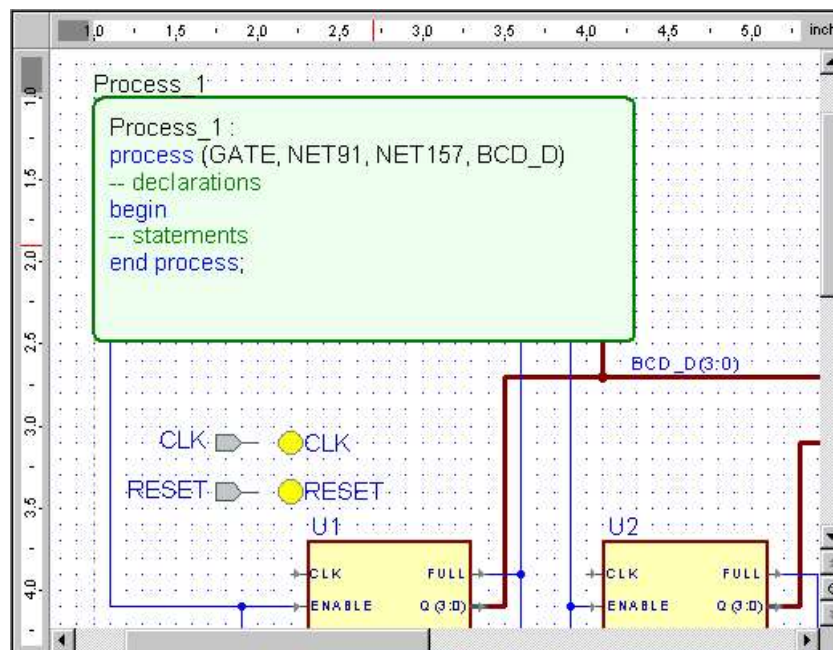 1,0 1,5 2,0 2,5 3,0 3,5 4,0 4,5 5,0 inch
1,0
1,5
2,0
2,5
3,0
3,5
4,0
Process_1
Process_1 :
process (GATE, NET91, NET157, BCD_D)
-- declarations
begin
-- statements
end process;
BCD_D(3:0)
CLK CLK
RESET RESET
U1 U2
CLK FULL CLK FULL
ENABLE Q(3:0) ENABLE Q(3:0)